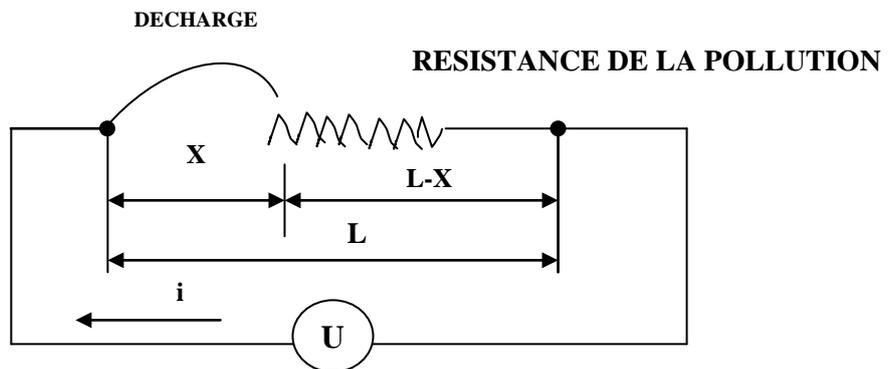 DECHARGE
RESISTANCE DE LA POLLUTION
X
L-X
L
i
U